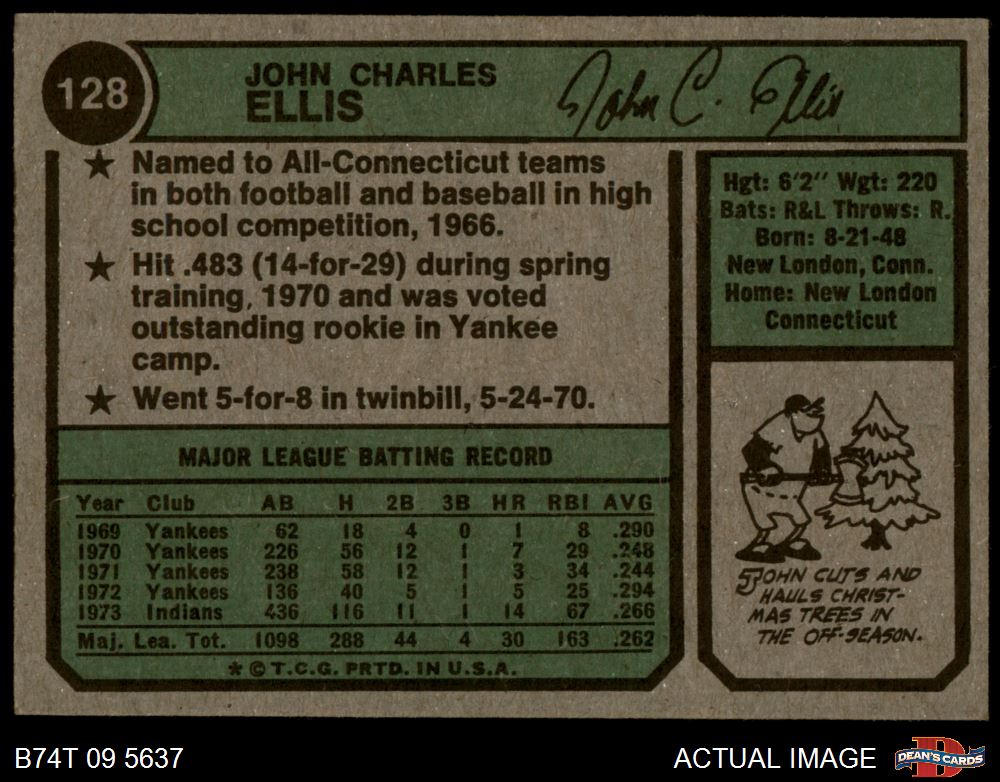 128
JOHN CHARLES
ELLIS
John C. Ellis
★ Named to All-Connecticut teams
in both football and baseball in high
school competition, 1966.
★ Hit .483 (14-for-29) during spring
training, 1970 and was voted
outstanding rookie in Yankee
camp.
★ Went 5-for-8 in twinbill, 5-24-70.
Hgt: 6'2" Wgt: 220
Bats: R&L Throws: R.
Born: 8-21-48
New London, Conn.
Home: New London
Connecticut
MAJOR LEAGUE BATTING RECORD
Year Club AB H 2B 3B HR RBI AVG
1969 Yankees 62 18 4 0 1 8 .290
1970 Yankees 226 56 12 1 7 29 .248
1971 Yankees 238 58 12 1 3 34 .244
1972 Yankees 136 40 5 1 5 25 .294
1973 Indians 436 116 11 1 14 67 .266
Maj. Lea. Tot. 1098 288 44 4 30 163 .262
* © T.C.G. PRTD. IN U.S.A.
JOHN CUTS AND
HAULS CHRIST-
MAS TREES IN
THE OFF-SEASON.
B74T 09 5637
ACTUAL IMAGE
D
DEAN'S CARDS